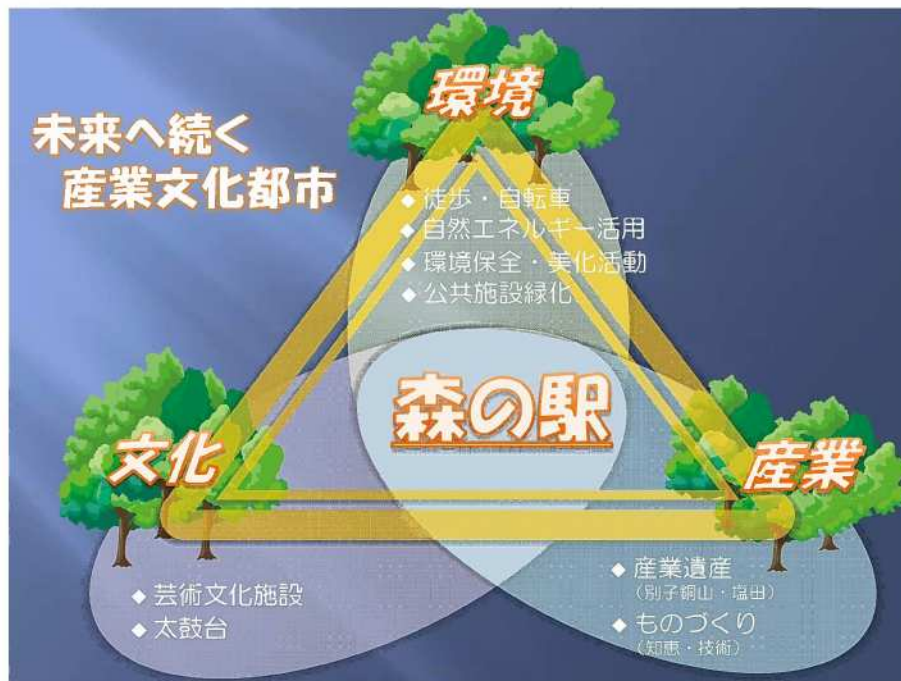 未来へ続く
産業文化都市
環境
◆ 徒歩・自転車
◆ 自然エネルギー活用
◆ 環境保全・美化活動
◆ 公共施設緑化
森の駅
文化
産業
◆ 芸術文化施設
◆ 太鼓台
◆ 産業遺産
(別子銅山・塩田)
◆ ものづくり
(知恵・技術)